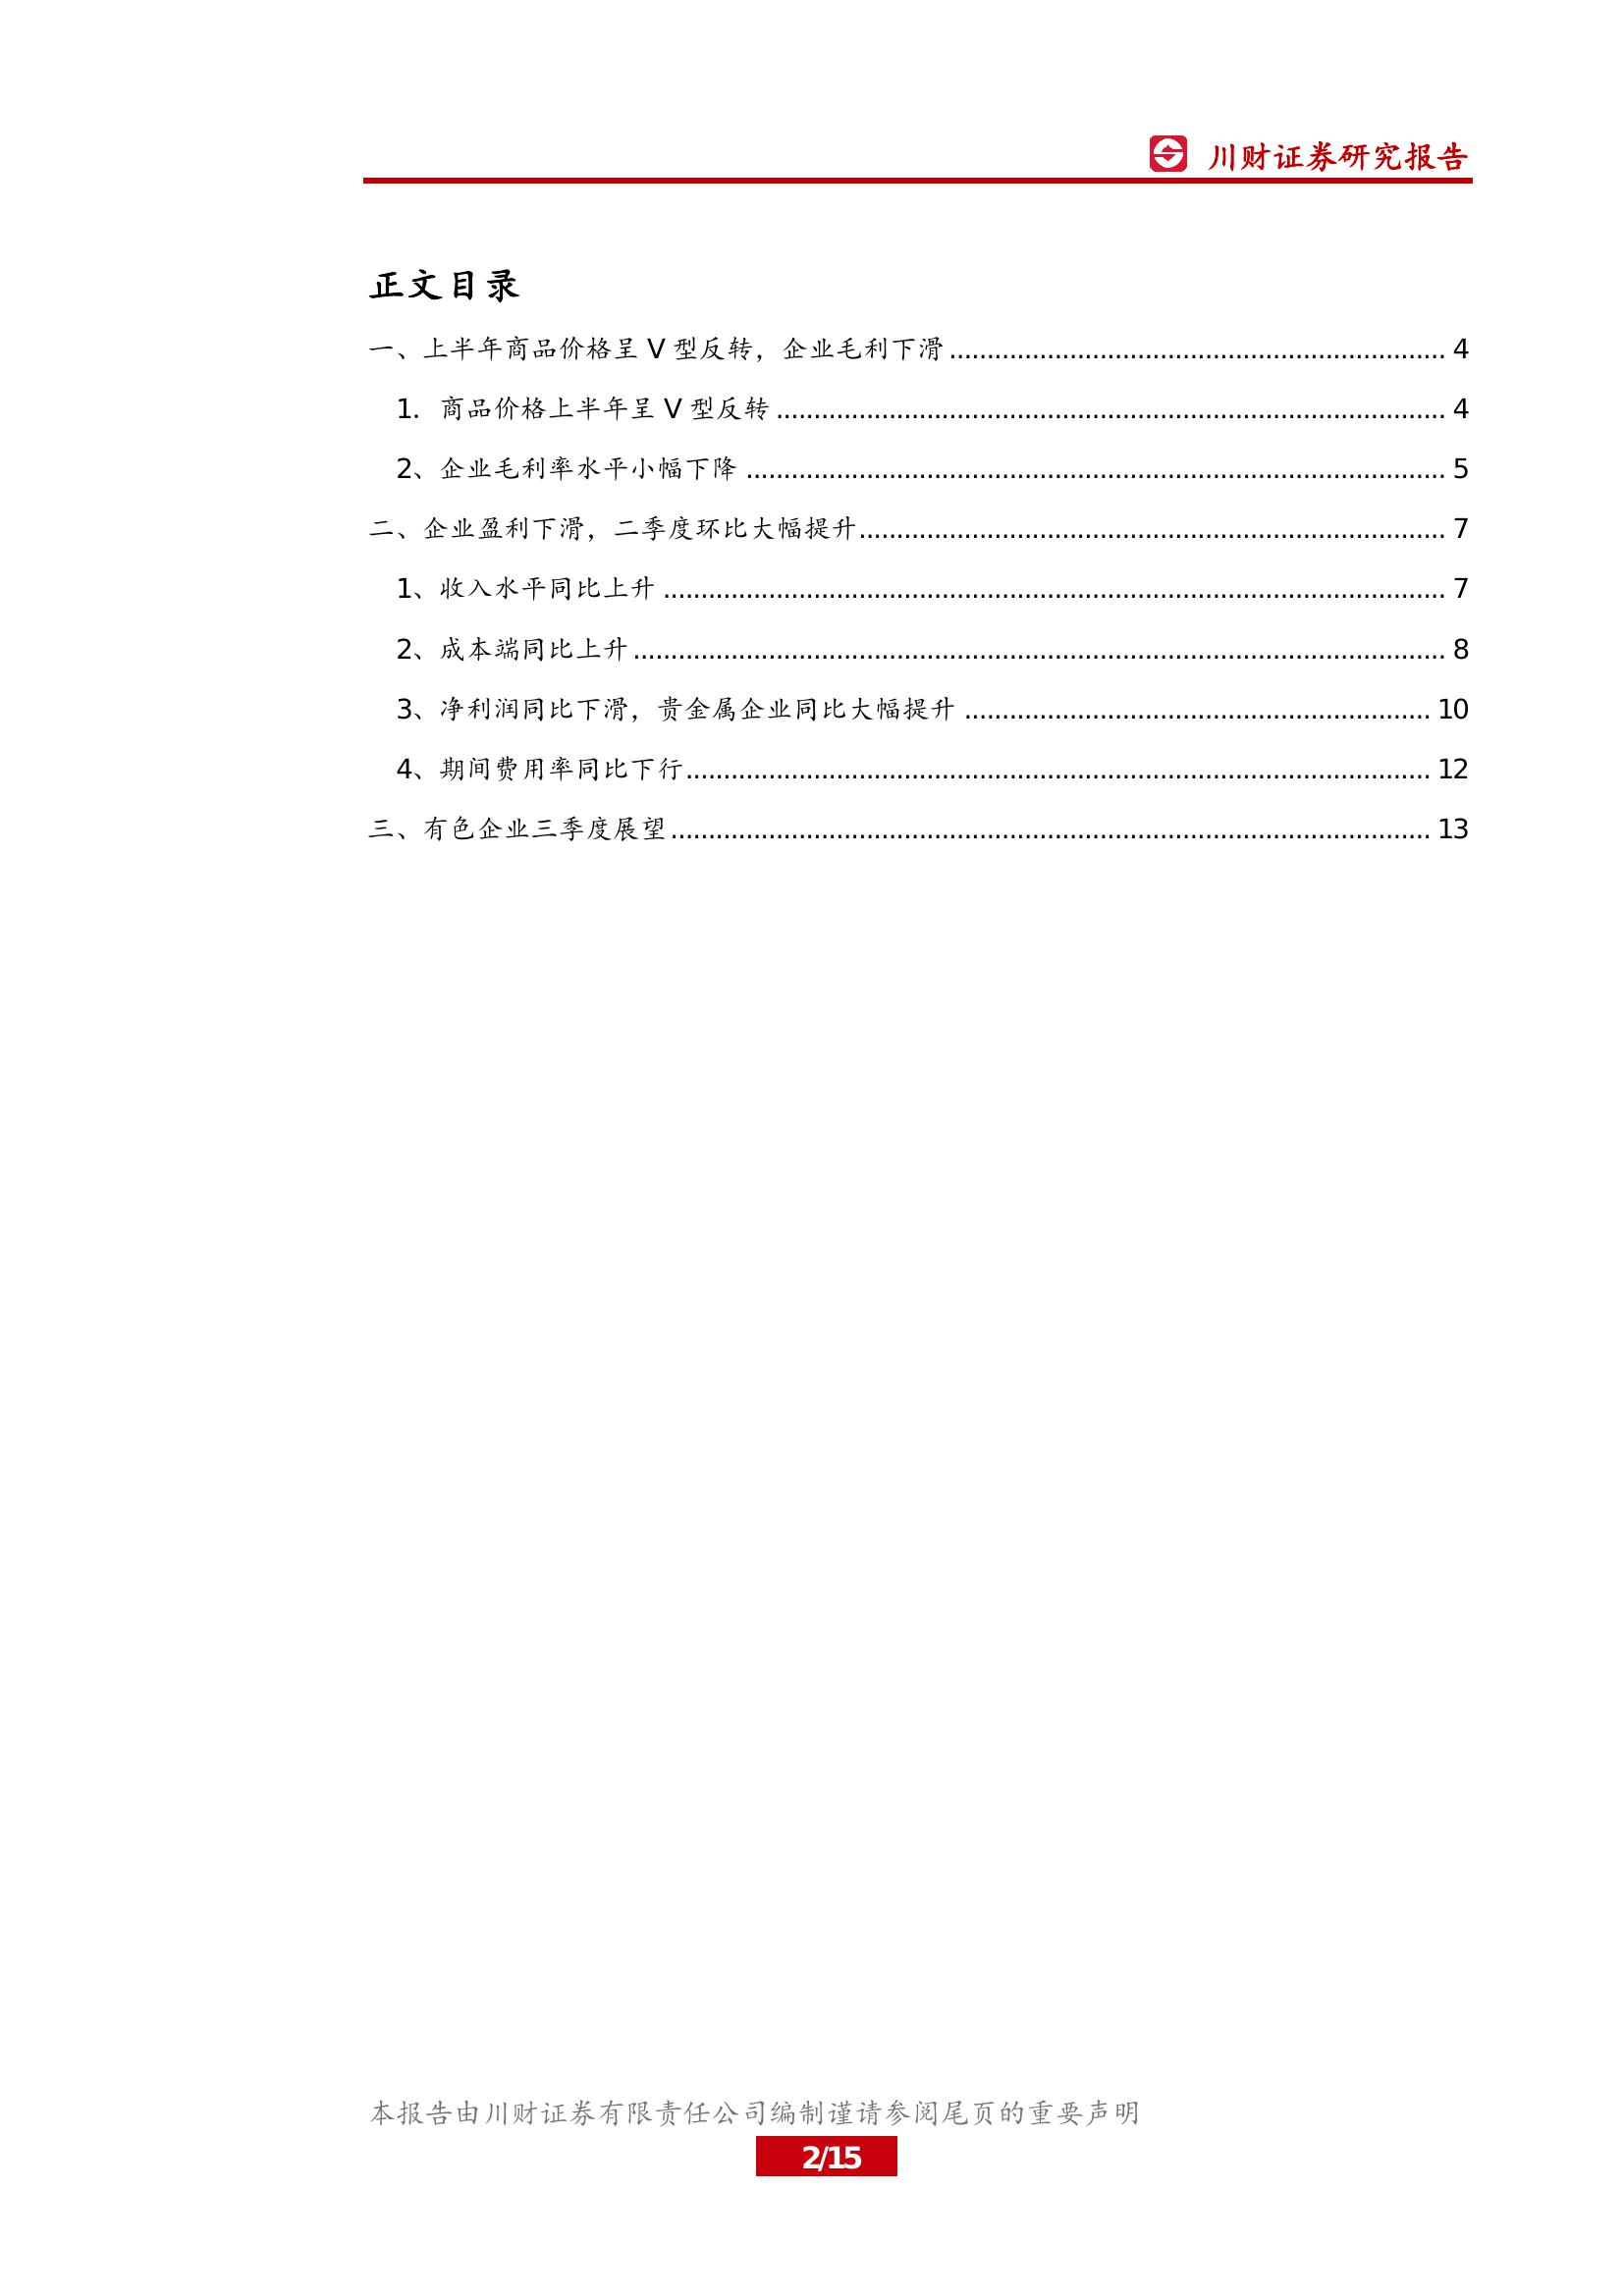 川财证券研究报告
正文目录
一、上半年商品价格呈 V 型反转，企业毛利下滑 4
1. 商品价格上半年呈 V 型反转 4
2、企业毛利率水平小幅下降 5
二、企业盈利下滑，二季度环比大幅提升 7
1、收入水平同比上升 7
2、成本端同比上升 8
3、净利润同比下滑，贵金属企业同比大幅提升 10
4、期间费用率同比下行 12
三、有色企业三季度展望 13
本报告由川财证券有限责任公司编制谨请参阅尾页的重要声明
2/15